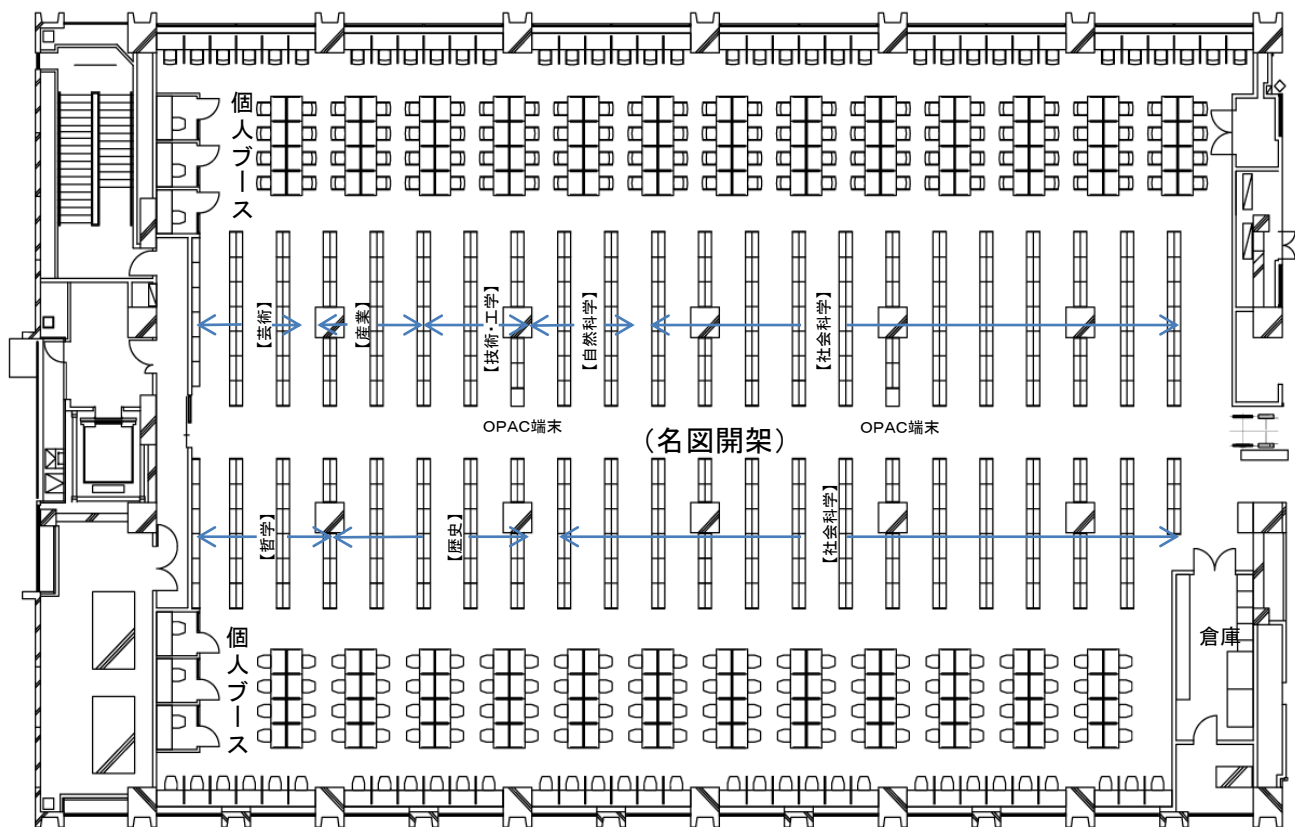 個人ブース
【芸術】
【産業】
【技術・工学】
【自然科学】
【社会科学】
OPAC端末
OPAC端末
（名図開架）
【哲学】
【歴史】
【社会科学】
個人ブース
倉庫